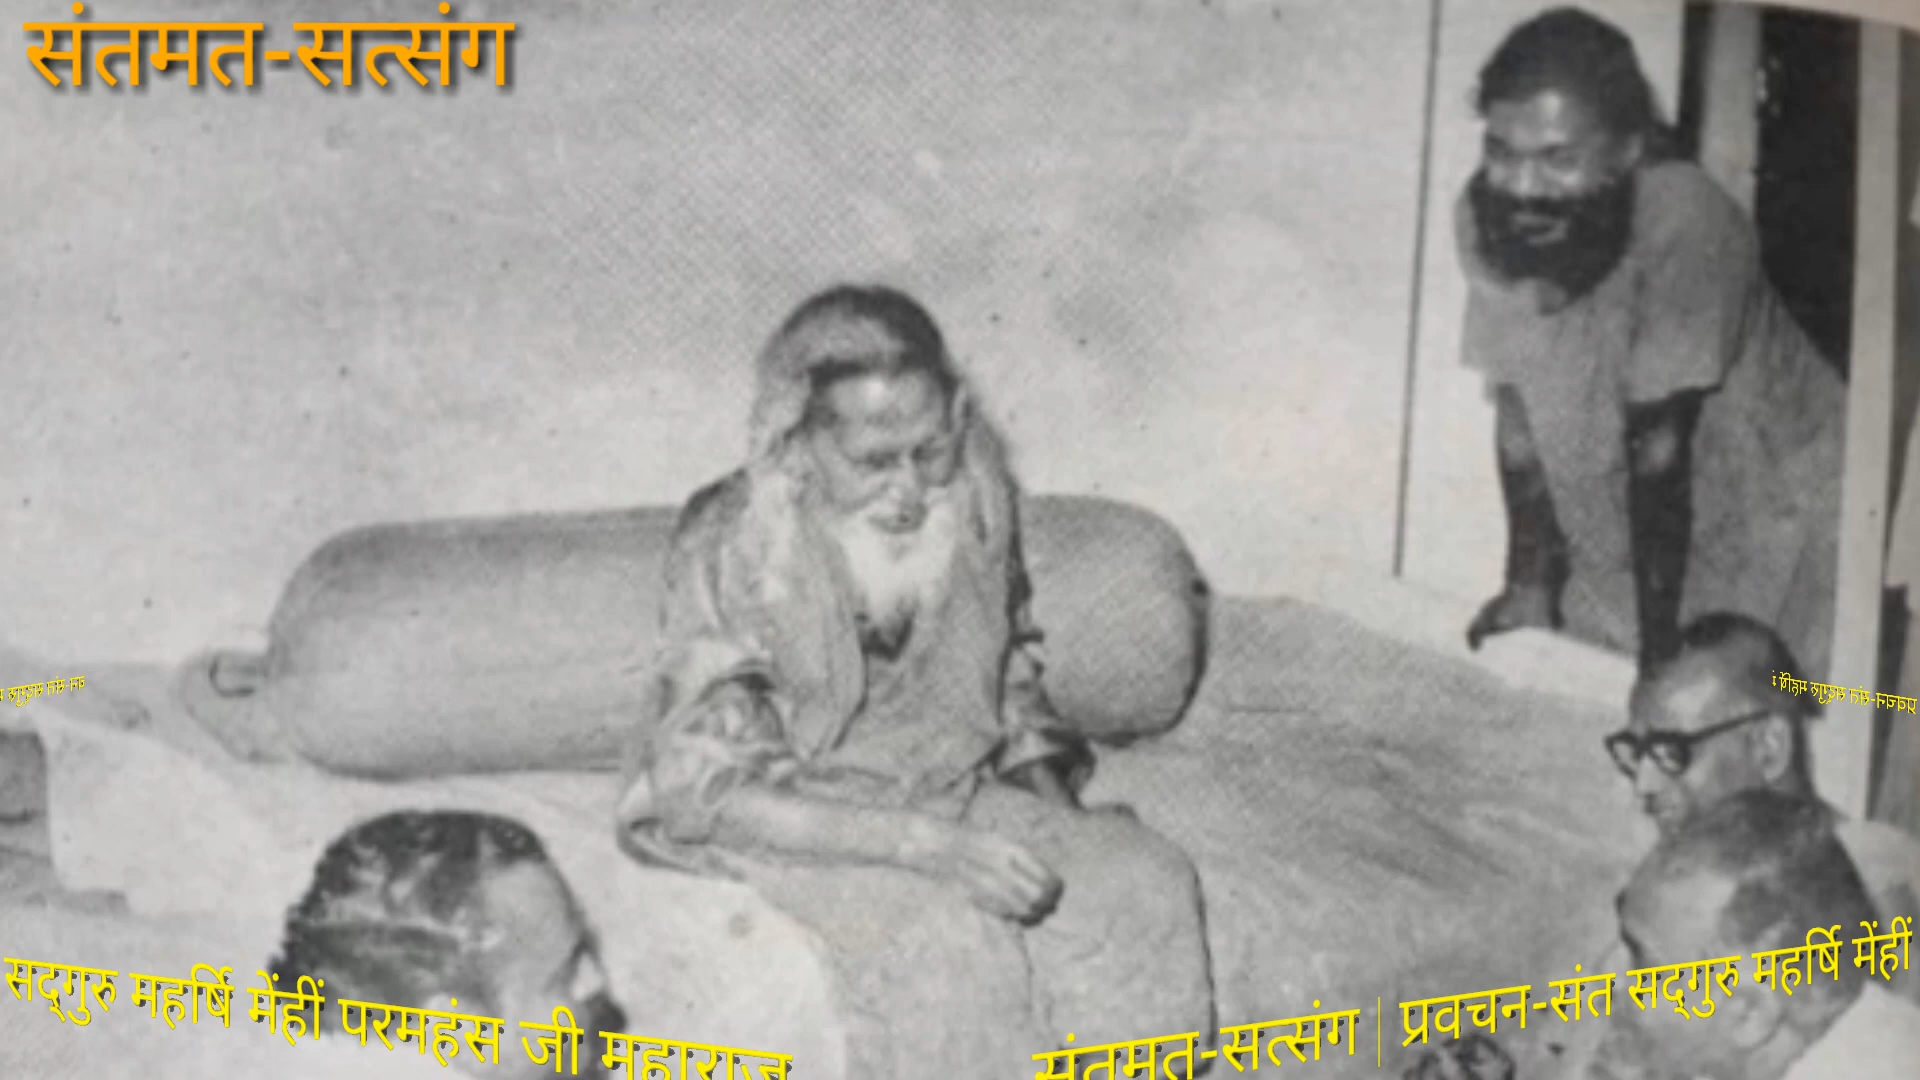 संतमत-सत्संग
सद्गुरु महर्षि मेंहीं परमहंस जी महाराज
संतमत-सत्संग | प्रवचन-संत सद्गुरु महर्षि मेंहीं